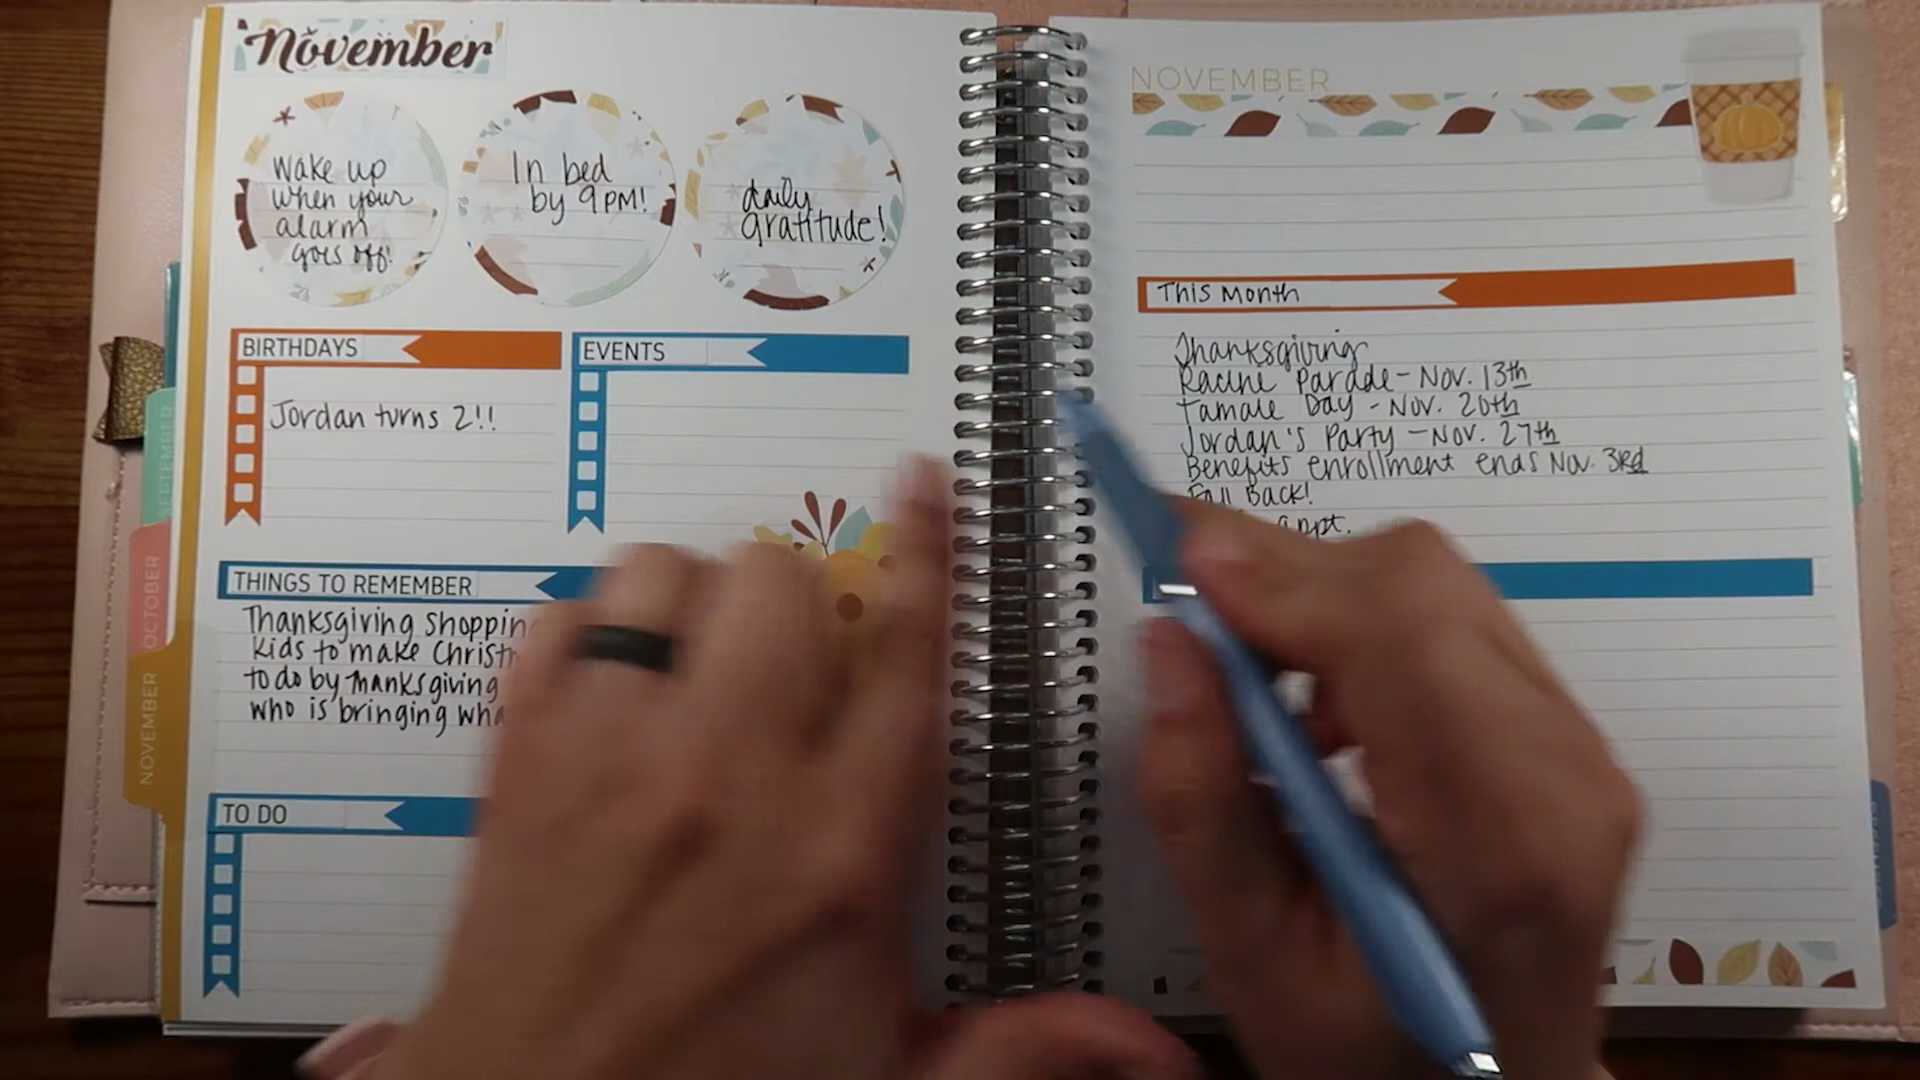 November
Wake up
when your
alarm
goes off!
In bed
by 9PM!
daily
gratitude!
BIRTHDAYS
Jordan turns 2!!
EVENTS
THINGS TO REMEMBER
Thanksgiving shopping
kids to make
to do by Thanksgiving
who is bringing
TO DO
SEPTEMBER
OCTOBER
NOVEMBER
NOVEMBER
This Month
Thanksgiving
Racine Parade - Nov. 13th
Tamale Day - Nov. 20th
Jordan's Party - Nov. 27th
Benefits enrollment ends Nov. 3rd
Fall Back!
appt.